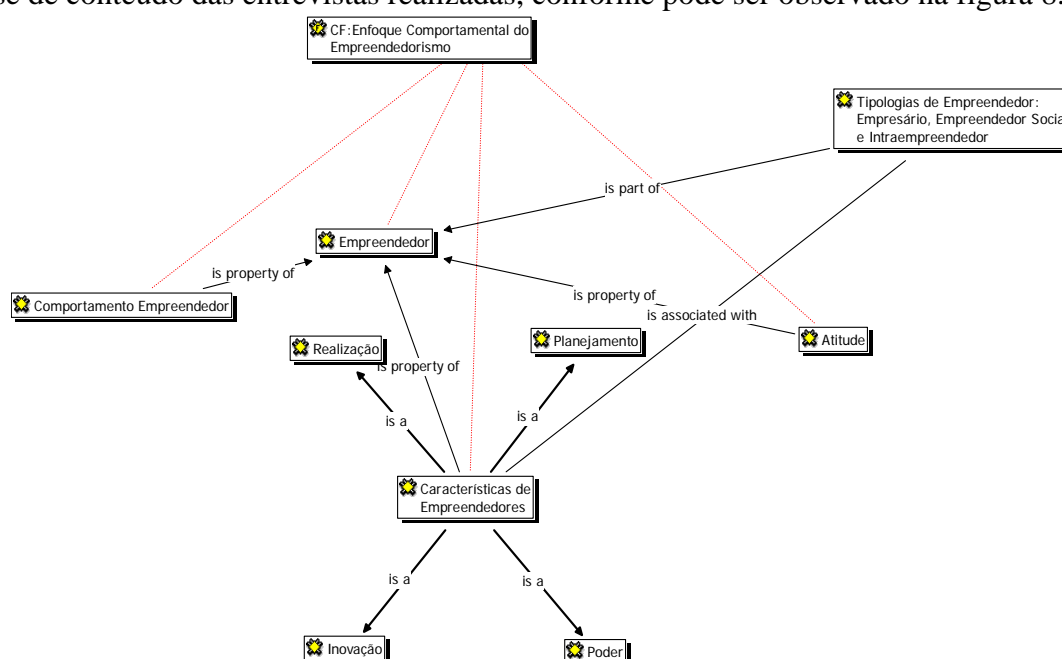 se de conteúdo das entrevistas realizadas, conforme pode ser observado na figura
CF:Enfoque Comportamental do
Empreendedorismo
Tipologias de Empreendedor:
Empresário, Empreendedor Socia
e Intraempreendedor
is part of
Empreendedor
is property of
is property of
Comportamento Empreendedor
is associated with
Realização
Planejamento
Atitude
is property of
is a
is a
Características de
Empreendedores
is a
is a
Inovação
Poder